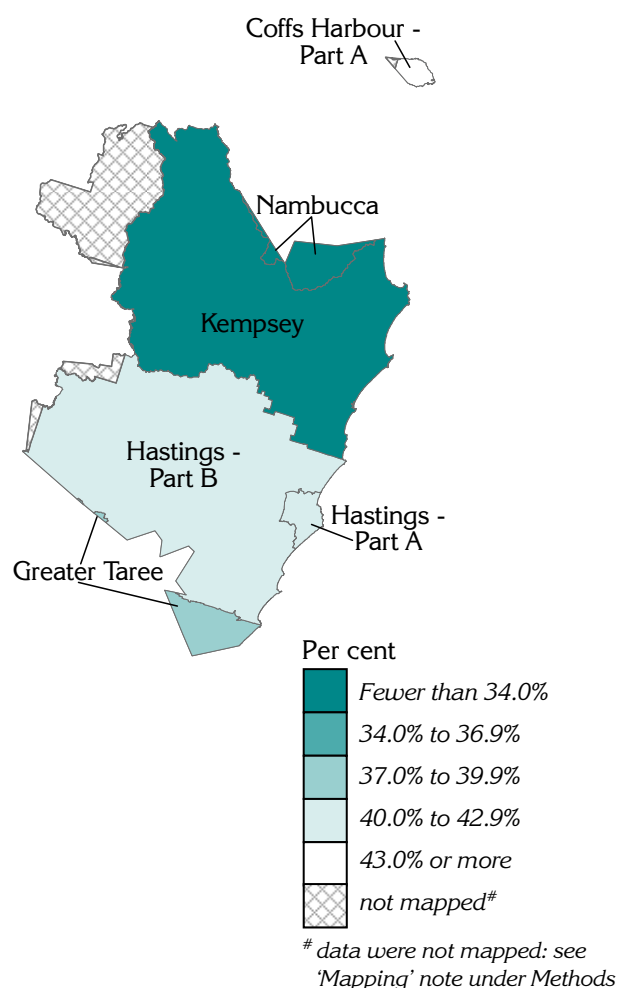 Coffs Harbour -
Part A
Nambucca
Kempsey
Hastings -
Part B
Hastings -
Part A
Greater Taree
Per cent
Fewer than 34.0%
34.0% to 36.9%
37.0% to 39.9%
40.0% to 42.9%
43.0% or more
not mapped#
# data were not mapped: see
‘Mapping’ note under Methods